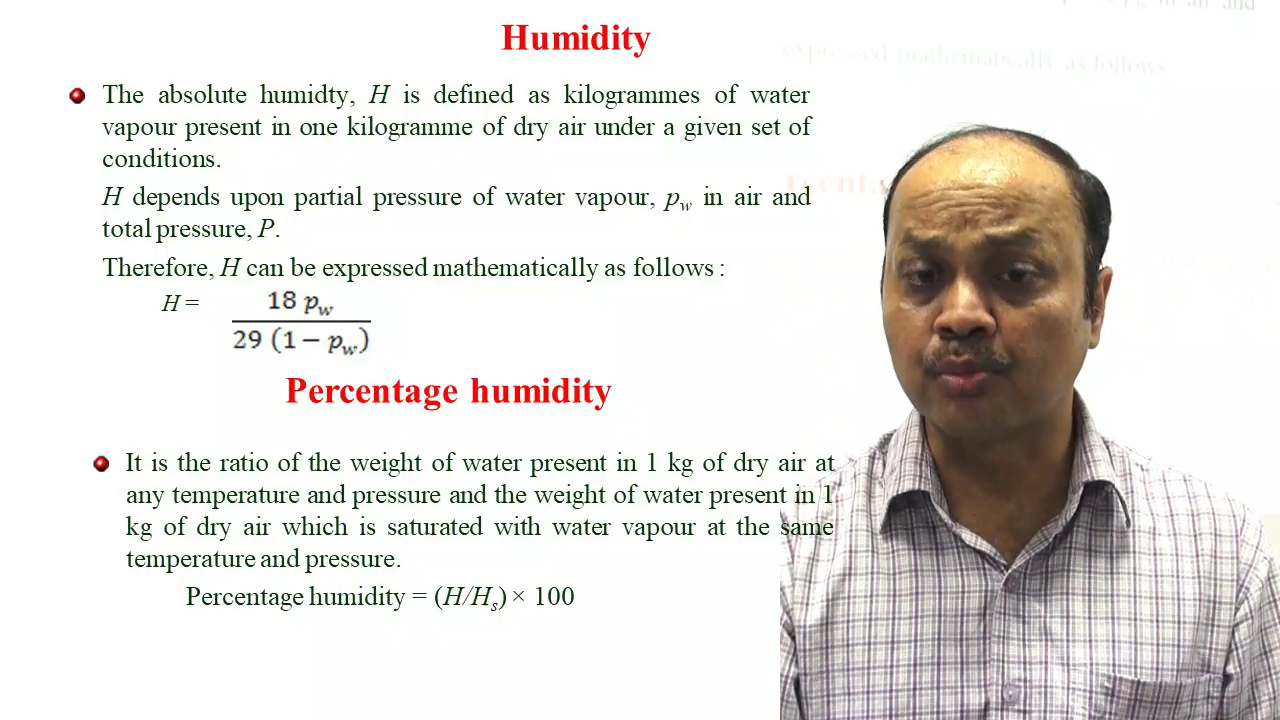 Humidity
The absolute humidty, H is defined as kilogrammes of water
vapour present in one kilogramme of dry air under a given set of
conditions.
H depends upon partial pressure of water vapour, pw in air and
total pressure, P.
Therefore, H can be expressed mathematically as follows :
H = 18 pw
29 (1 − pw)
Percentage humidity
It is the ratio of the weight of water present in 1 kg of dry air at
any temperature and pressure and the weight of water present in 1
kg of dry air which is saturated with water vapour at the same
temperature and pressure.
Percentage humidity = (H/Hs) × 100
expressed mathematically as follows